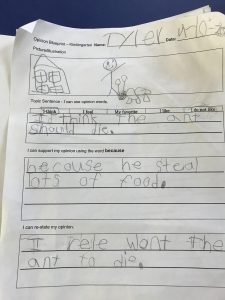 Opinion Blueprint – Kindergarten Name: Tyler Date:
Picture/Illustration
Topic Sentence - I can use opinion words.
I think I feel My favorite I like I do not like
I think the ant
should die.
I can support my opinion using the word because
because he steal
lots of food.
I can re-state my opinion.
I rele wont the
ant to die.